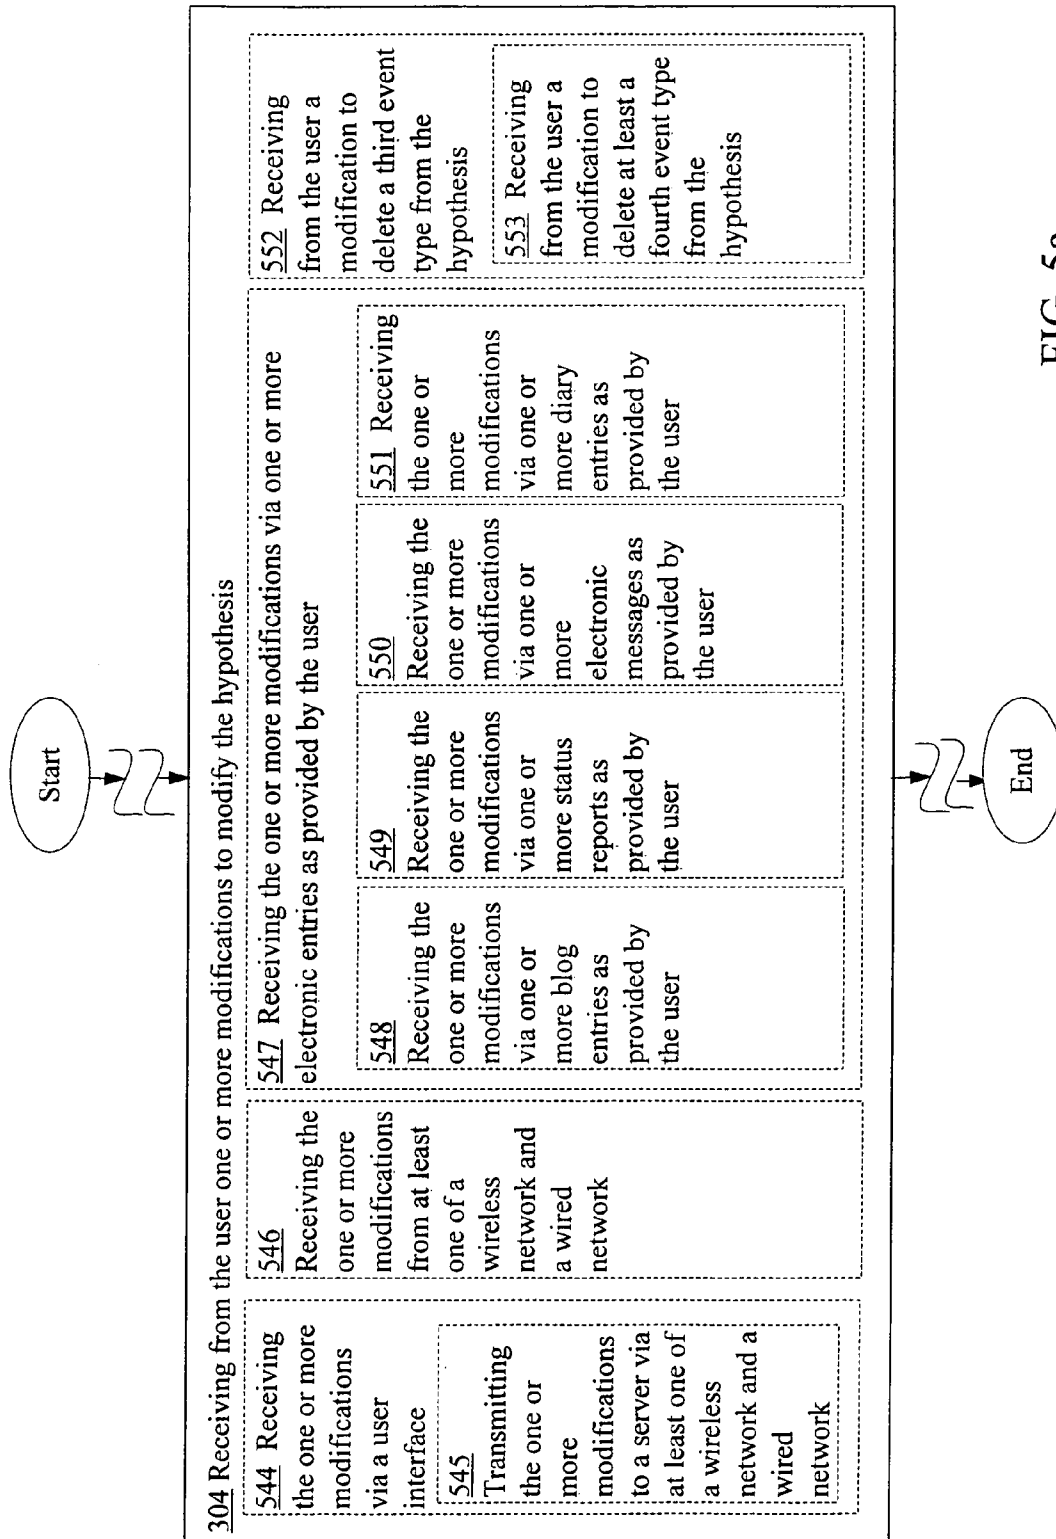 Start
304 Receiving from the user one or more modifications to modify the hypothesis
544 Receiving
the one or more
modifications
via a user
interface
545
Transmitting
the one or
more
modifications
to a server via
at least one of
a wireless
network and a
wired
network
546
Receiving the
one or more
modifications
from at least
one of a
wireless
network and
a wired
network
547 Receiving the one or more modifications via one or more
electronic entries as provided by the user
548
Receiving the
one or more
modifications
via one or
more blog
entries as
provided by
the user
549
Receiving the
one or more
modifications
via one or
more status
reports as
provided by
the user
550
Receiving the
one or more
modifications
via one or
more
electronic
messages as
provided by
the user
551 Receiving
the one or
more
modifications
via one or
more diary
entries as
provided by
the user
552 Receiving
from the user a
modification to
delete a third event
type from the
hypothesis
553 Receiving
from the user a
modification to
delete at least a
fourth event type
from the
hypothesis
End
FIG.